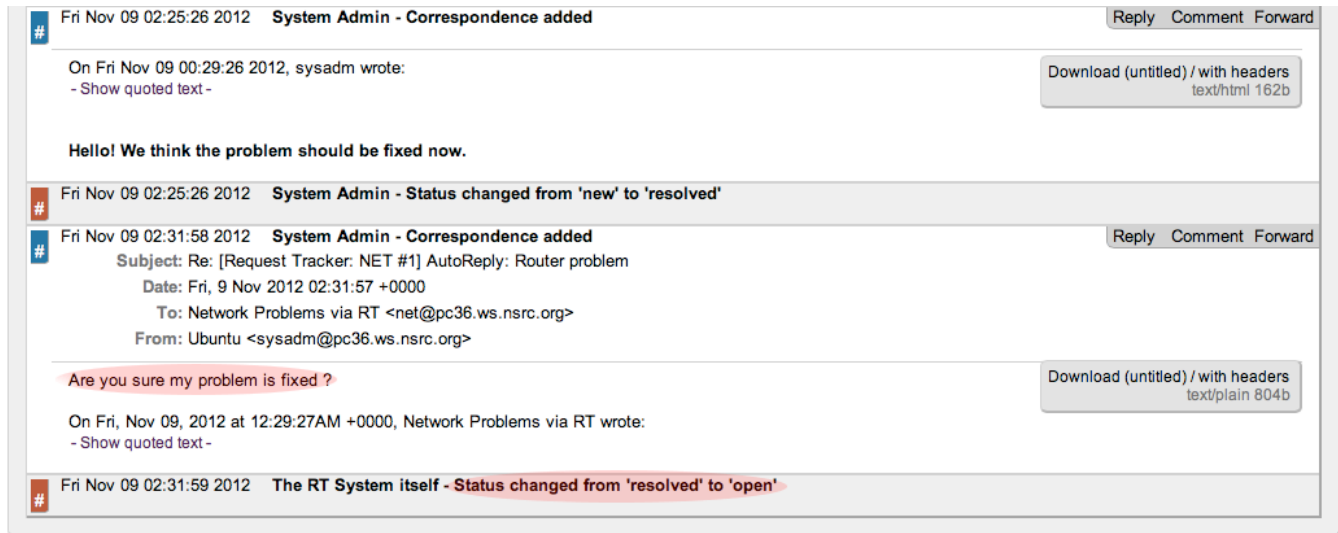 # Fri Nov 09 02:25:26 2012 System Admin - Correspondence added Reply Comment Forward
On Fri Nov 09 00:29:26 2012, sysadm wrote: Download (untitled) / with headers
- Show quoted text - text/html 162b
Hello! We think the problem should be fixed now.
# Fri Nov 09 02:25:26 2012 System Admin - Status changed from 'new' to 'resolved'
# Fri Nov 09 02:31:58 2012 System Admin - Correspondence added Reply Comment Forward
Subject: Re: [Request Tracker: NET #1] AutoReply: Router problem
Date: Fri, 9 Nov 2012 02:31:57 +0000
To: Network Problems via RT <net@pc36.ws.nsrc.org>
From: Ubuntu <sysadm@pc36.ws.nsrc.org>
Are you sure my problem is fixed ? Download (untitled) / with headers
text/plain 804b
On Fri, Nov 09, 2012 at 12:29:27AM +0000, Network Problems via RT wrote:
- Show quoted text -
# Fri Nov 09 02:31:59 2012 The RT System itself - Status changed from 'resolved' to 'open'